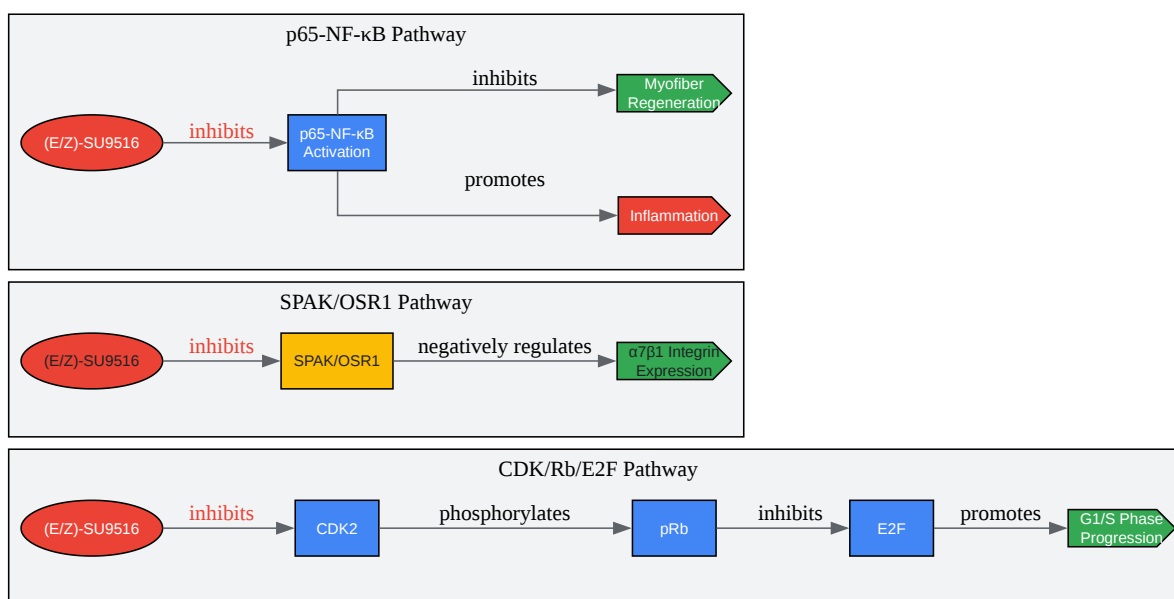 p65-NF-κB Pathway
inhibits
Myofiber
Regeneration
(E/Z)-SU9516
inhibits
p65-NF-κB
Activation
promotes
Inflammation
SPAK/OSR1 Pathway
(E/Z)-SU9516
inhibits
SPAK/OSR1
negatively regulates
α7β1 Integrin
Expression
CDK/Rb/E2F Pathway
(E/Z)-SU9516
inhibits
CDK2
phosphorylates
pRb
inhibits
E2F
promotes
G1/S Phase
Progression